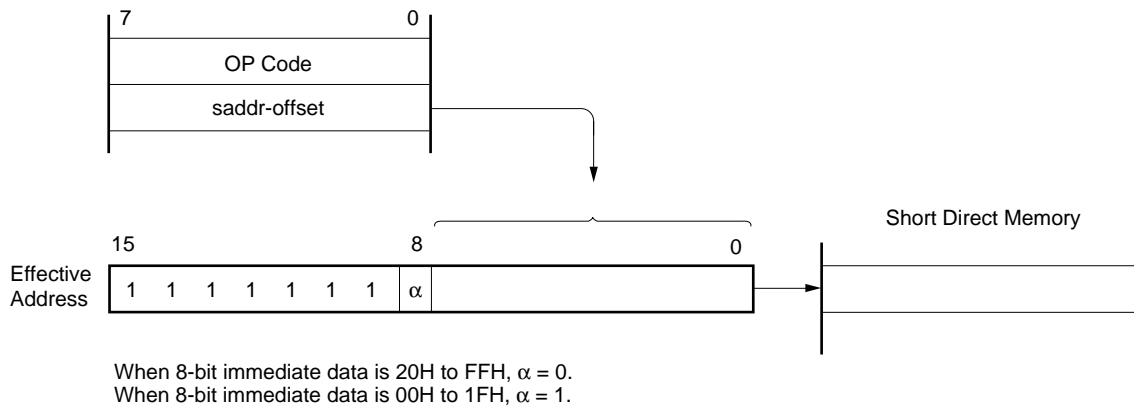 7 0
OP Code
saddr-offset
Short Direct Memory
15 8 0
Effective
Address
1 1 1 1 1 1 1 α
When 8-bit immediate data is 20H to FFH, α = 0.
When 8-bit immediate data is 00H to 1FH, α = 1.